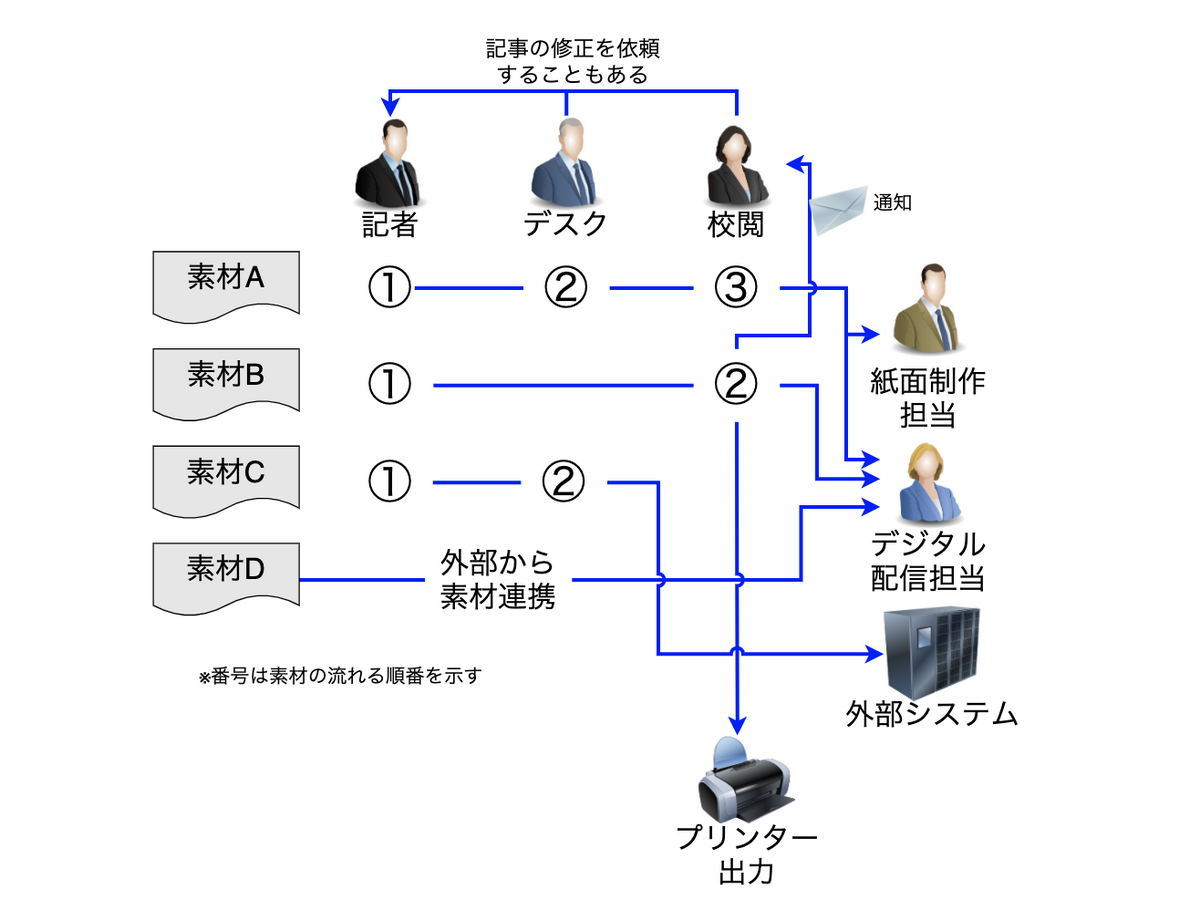 記事の修正を依頼
することもある
記者
デスク
校閲
通知
素材A
①
②
③
紙面制作
担当
素材B
①
②
素材C
①
②
デジタル
配信担当
素材D
外部から
素材連携
外部システム
※番号は素材の流れる順番を示す
プリンター
出力